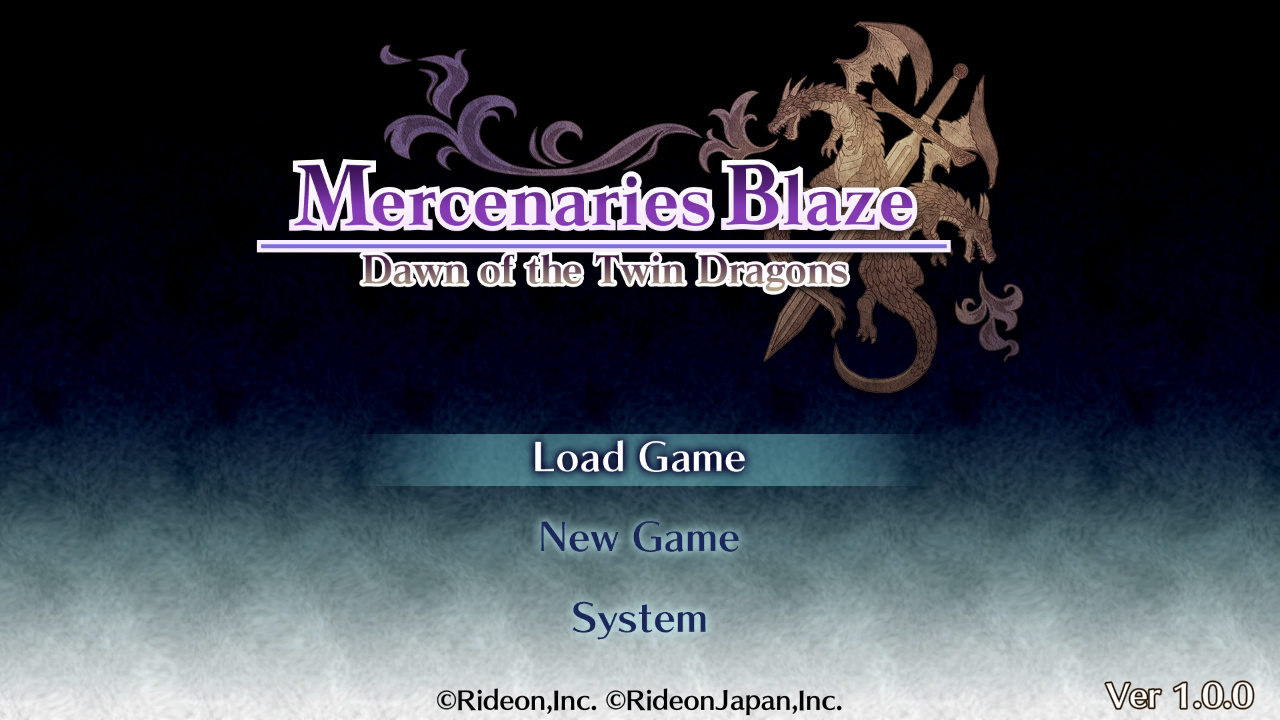 Mercenaries Blaze
Dawn of the Twin Dragons
Load Game
New Game
System
©Rideon,Inc. ©RideonJapan,Inc.
Ver 1.0.0